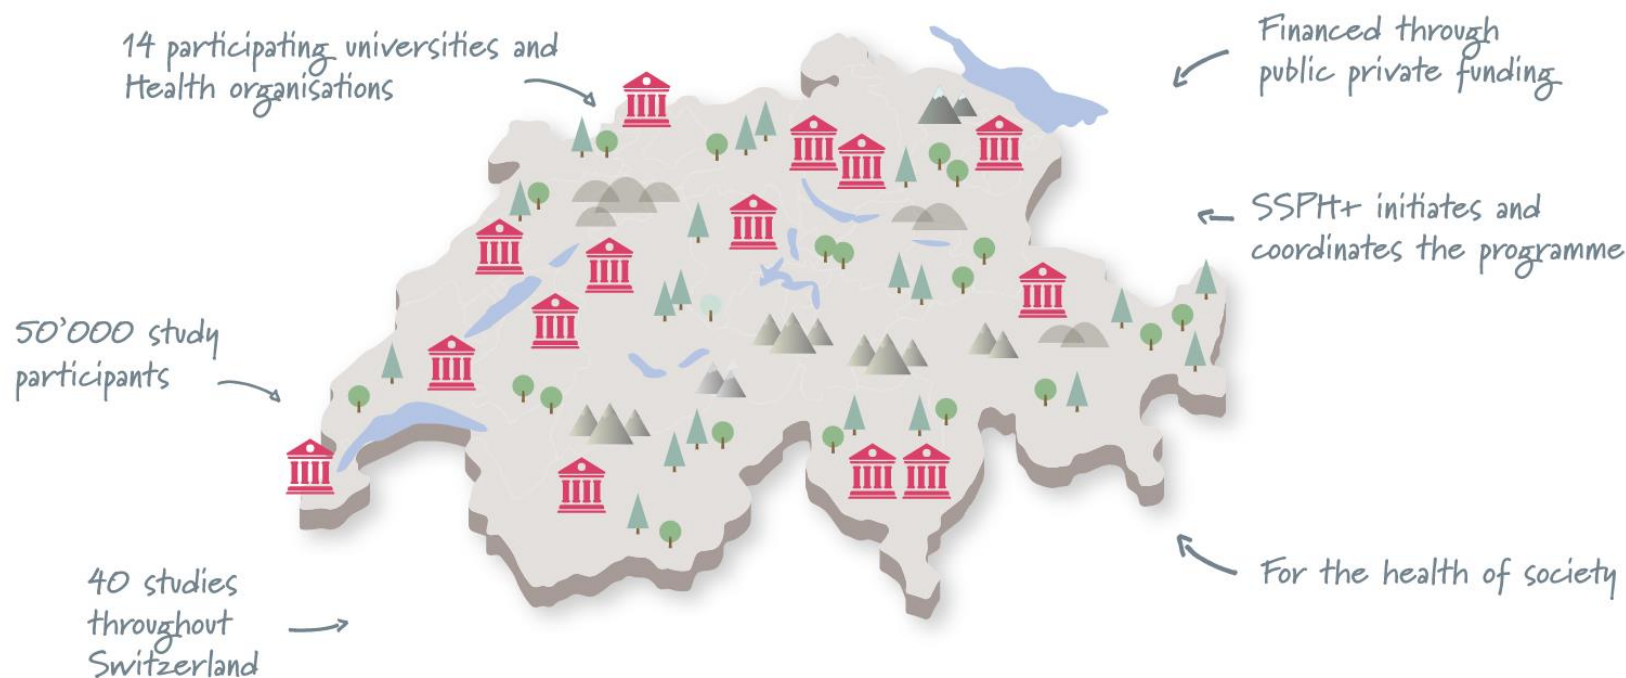 14 participating universities and
Health organisations
Financed through
public private funding
SSPH+ initiates and
coordinates the programme
50'000 study
participants
40 studies
throughout
Switzerland
For the health of society